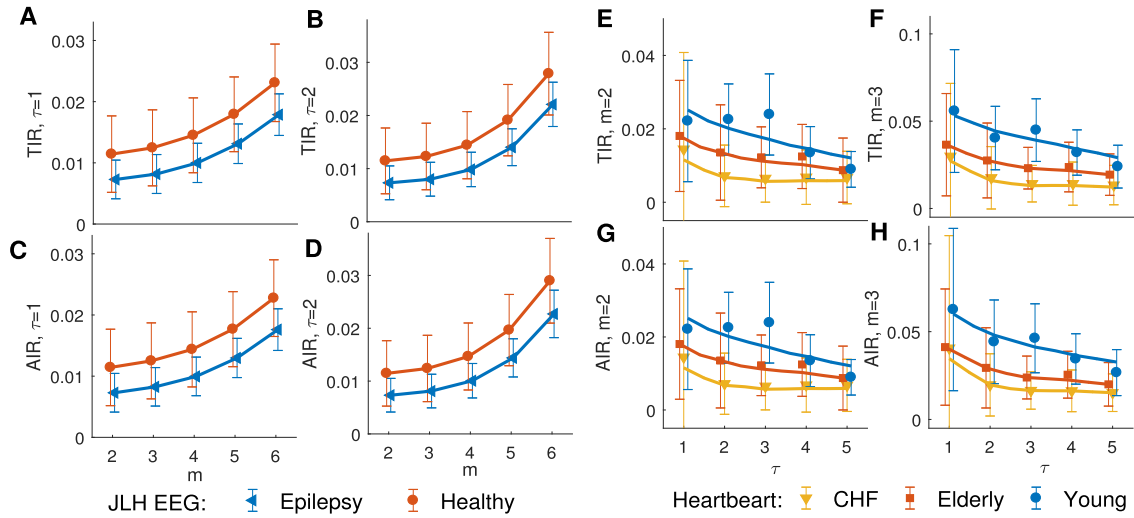 A
0.03
0.02
0.01
0
TIR, τ=1
B
0.03
0.02
0.01
0
TIR, τ=2
E
0.04
0.02
0
TIR, m=2
F
0.1
0.05
0
TIR, m=3
C
0.03
0.02
0.01
0
AIR, τ=1
2 3 4 5 6
m
D
0.03
0.02
0.01
0
AIR, τ=2
2 3 4 5 6
m
G
0.04
0.02
0
AIR, m=2
1 2 3 4 5
τ
H
0.1
0.05
0
AIR, m=3
1 2 3 4 5
τ
JLH EEG: Epilepsy Healthy
Heartbeart: CHF Elderly Young